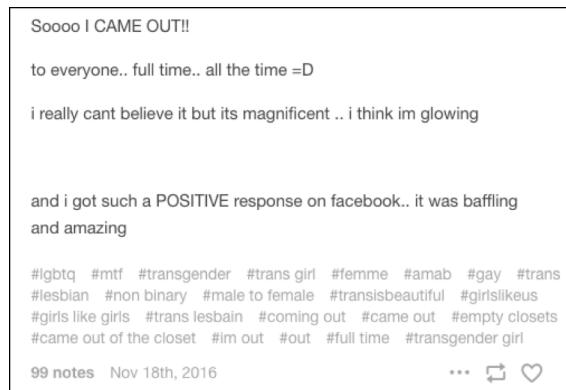 Soooo I CAME OUT!!
to everyone.. full time.. all the time =D
i really cant believe it but its magnificent .. i think im glowing
and i got such a POSITIVE response on facebook.. it was baffling
and amazing
#lgbtq #mtf #transgender #trans girl #femme #amab #gay #trans
#lesbian #non binary #male to female #transisbeautiful #girlslikeus
#girls like girls #trans lesbain #coming out #came out #empty closets
#came out of the closet #im out #out #full time #transgender girl
99 notes Nov 18th, 2016